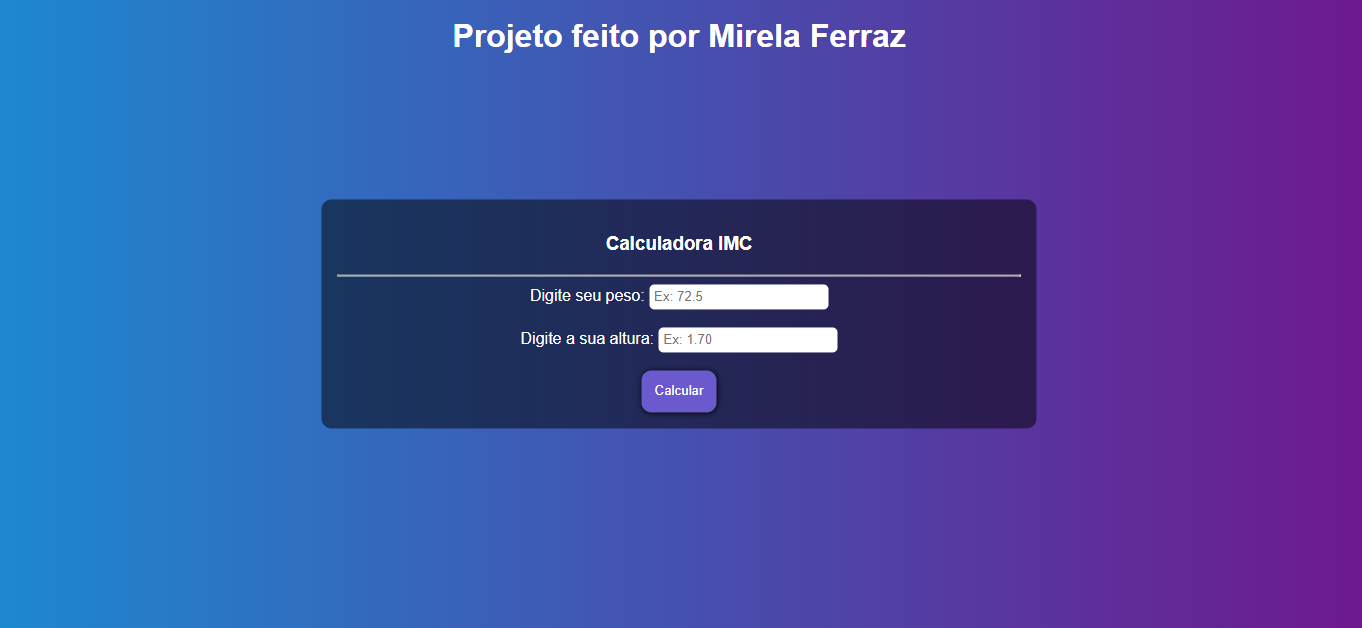 Projeto feito por Mirela Ferraz
Calculadora IMC
Digite seu peso: Ex: 72.5
Digite a sua altura: Ex: 1.70
Calcular